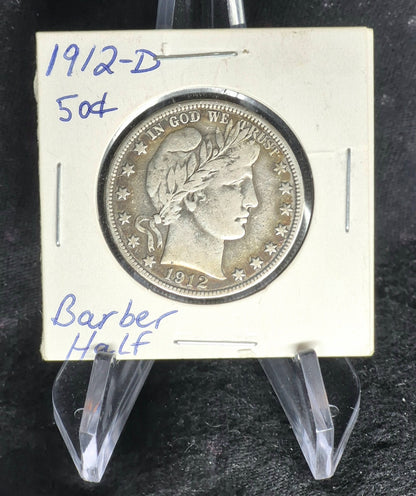 1912-D
50¢
IN GOD WE TRUST
1912
Barber
Half